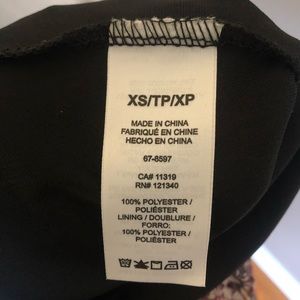 XS/TP/XP
MADE IN CHINA
FABRIQUÉ EN CHINE
HECHO EN CHINA
67-8597
CA# 11319
RN# 121340
100% POLYESTER /
POLIÉSTER
LINING / DOUBLURE /
FORRO:
100% POLYESTER /
POLIÉSTER